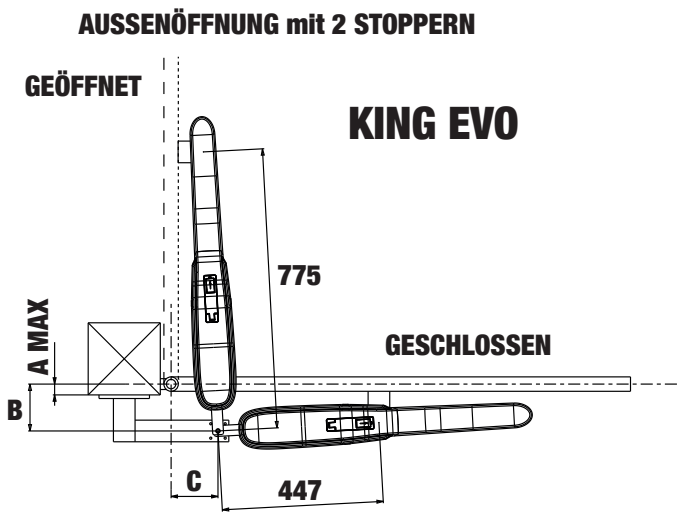 AUSSENÖFFNUNG mit 2 STOPPERN
GEÖFFNET
KING EVO
775
A MAX
GESCHLOSSEN
B
C
447